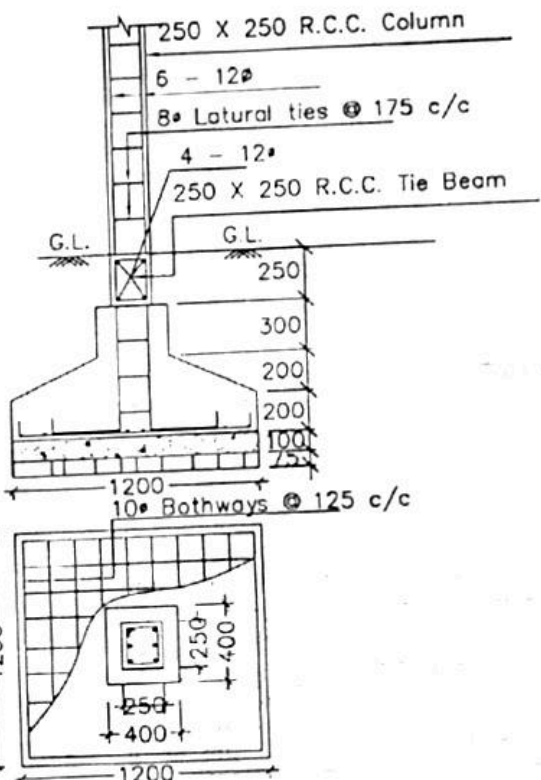 250 X 250 R.C.C. Column
6 - 12ø
8ø Latural ties @ 175 c/c
4 - 12ø
250 X 250 R.C.C. Tie Beam
G.L.
G.L.
250
300
200
200
100
75
1200
10ø Bothways @ 125 c/c
1200
250
400
250
400
1200